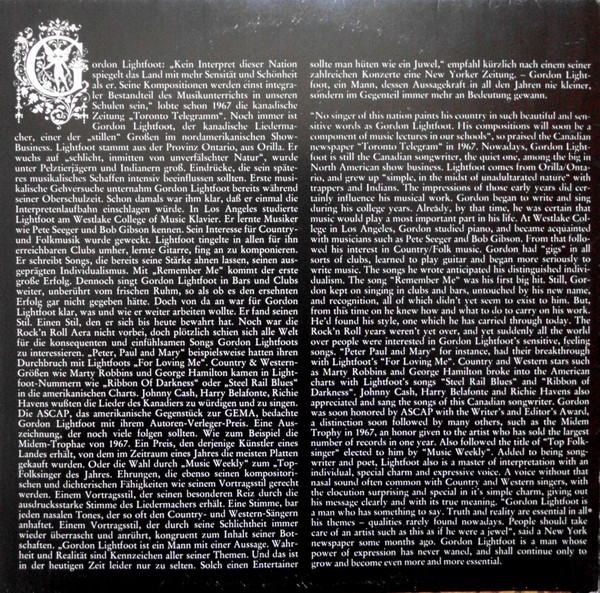 Gordon Lightfoot: „Kein Interpret dieser Nation
spiegelt das Land mit mehr Sensität und Schönheit
als er. Seine Kompositionen werden einst integra-
ler Bestandteil des Musikunterrichts in unseren
Schulen sein,“ lobte schon 1967 die kanadische
Zeitung „Toronto Telegramm“. Noch immer ist
Gordon Lightfoot, der kanadische Liederma-
cher, einer der „stillen“ Großen im nordamerikanischen Show-
Business. Lightfoot stammt aus der Provinz Ontario, aus Orilla. Er
wuchs auf „schlicht, inmitten von unverfälschter Natur“, wurde
unter Pelztierjägern und Indianern groß. Eindrücke, die sein späte-
res musikalisches Schaffen intensiv beeinflussen sollten. Erste musi-
kalische Gehversuche unternahm Gordon Lightfoot bereits während
seiner Oberschulzeit. Schon damals war ihm klar, daß er einmal die
Interpretenlaufbahn einschlagen würde. In Los Angeles studierte
Lightfoot am Westlake College of Music Klavier. Er lernte Musiker
wie Pete Seeger und Bob Gibson kennen. Sein Interesse für Country-
und Folkmusik wurde geweckt. Lightfoot tingelte in allen für ihn
erreichbaren Clubs umher, lernte Gitarre, fing an zu komponieren.
Er schreibt Songs, die bereits seine Stärke ahnen lassen, seinen aus-
geprägten Individualismus. Mit „Remember Me“ kommt der erste
große Erfolg. Dennoch singt Gordon Lightfoot in Bars und Clubs
weiter, unberührt vom frischen Ruhm, so als ob es den ersehnten
Erfolg gar nicht gegeben hätte. Doch von da an war für Gordon
Lightfoot klar, was und wie er weiter arbeiten wollte. Er fand seinen
Stil. Einen Stil, den er sich bis heute bewahrt hat. Noch war die
Rock'n Roll Aera nicht vorbei, doch plötzlich schien sich alle Welt
für die konsequenten und einfühlsamen Songs Gordon Lightfoots
zu interessieren. „Peter, Paul and Mary“ beispielsweise hatten ihren
Durchbruch mit Lightfoots „For Loving Me“. Country & Western-
Größen wie Marty Robbins und George Hamilton kamen in Light-
foot-Nummern wie „Ribbon Of Darkness“ oder „Steel Rail Blues“
in die amerikanischen Charts. Johnny Cash, Harry Belafonte, Richie
Havens wußten die Lieder des Kanadiers zu würdigen und zu singen.
Die ASCAP, das amerikanische Gegenstück zur GEMA, bedachte
Gordon Lightfoot mit ihrem Autoren-Verleger-Preis. Eine Aus-
zeichnung, der noch viele folgen sollten. Wie zum Beispiel die
Midem-Trophäe von 1967. Ein Preis, den derjenige Künstler eines
Landes erhält, von dem im Zeitraum eines Jahres die meisten Platten
gekauft wurden. Oder die Wahl durch „Music Weekly“ zum „Top-
Folksinger des Jahres. Ehrungen, die ebenso seinen kompositori-
schen und dichterischen Fähigkeiten wie seinem Vortragsstil gerecht
werden. Einem Vortragsstil, der seinen besonderen Reiz durch die
ausdrucksstarke Stimme des Liedermachers erhält. Eine Stimme, bar
jeden nasalen Tones, der so oft den Country- und Western-Sängern
anhaftet. Einem Vortragsstil, der durch seine Schlichtheit immer
wieder überrascht und anrührt, kongruent zum Inhalt seiner Bot-
schaften. „Gordon Lightfoot ist ein Mann mit einer Aussage. Wahr-
heit und Realität sind Kennzeichen aller seiner Themen. Und das ist
in der heutigen Zeit leider nur zu selten. Solch einen Entertainer
sollte man hüten wie ein Juwel,“ empfahl kürzlich nach einem seiner
zahlreichen Konzerte eine New Yorker Zeitung. – Gordon Light-
foot, ein Mann, dessen Aussagekraft in all den Jahren nie kleiner,
sondern im Gegenteil immer mehr an Bedeutung gewann.
“No singer of this nation paints his country in such beautiful and sen-
sitive words as Gordon Lightfoot. His compositions will soon be a
component of music lectures in our schools“, so praised the Canadian
newspaper “Toronto Telegram” in 1967. Nowadays, Gordon Light-
foot is still the Canadian songwriter, the quiet one, among the big in
North American show business. Lightfoot comes from Orilla/Onta-
rio, and grew up “simple, in the midst of unadulterated nature” with
trappers and Indians. The impressions of those early years did cer-
tainly influence his musical work. Gordon began to write and sing
during his college years. Already, by that time, he was certain that
music would play a most important part in his life. At Westlake Col-
lege in Los Angeles, Gordon studied piano, and became acquainted
with musicians such as Pete Seeger and Bob Gibson. From that follo-
wed his interest in Country/Folk music. Gordon had “gigs” in all
sorts of clubs, learned to play guitar and began more seriously to
write music. The songs he wrote anticipated his distinguished indivi-
dualism. The song “Remember Me” was his first big hit. Still, Gor-
don kept on singing in clubs and bars, untouched by his new name,
and recognition, all of which didn't yet seem to exist to him. But,
from this time on he knew how and what to do to carry on his work.
He'd found his style, one which he has carried through today. The
Rock'n Roll years weren't yet over, and yet suddenly all the world
over people were interested in Gordon Lightfoot's sensitive, feeling
songs. “Peter Paul and Mary” for instance, had their breakthrough
with Lightfoot's “For Loving Me”. Country and Western stars such
as Marty Robbins and George Hamilton broke into the American
charts with Lightfoot's songs “Steel Rail Blues” and “Ribbon of
Darkness”. Johnny Cash, Harry Belafonte and Richie Havens also
appreciated and sang the songs of this Canadian songwriter. Gordon
was soon honored by ASCAP with the Writer's and Editor's Award,
a distinction soon followed by many others, such as the Midem
Trophy in 1967, an honor given to the artist who has sold the largest
number of records in one year. Also followed the title of “Top Folk-
singer” elected to him by “Music Weekly”. Added to being song-
writer and poet, Lightfoot also is a master of interpretation with an
individual, special charm and expressive voice. A voice without that
nasal sound often common with Country and Western singers, with
the elocution surprising and special in it's simple charm, giving out
his message clearly and with its true meaning. “Gordon Lightfoot is
a man who has something to say. Truth and reality are essential in all
his themes – qualities rarely found nowadays. People should take
care of an artist such as this as if he were a jewel”, said a New York
newspaper some months ago. Gordon Lightfoot is a man whose
power of expression has never waned, and shall continue only to
grow and become even more and more essential.